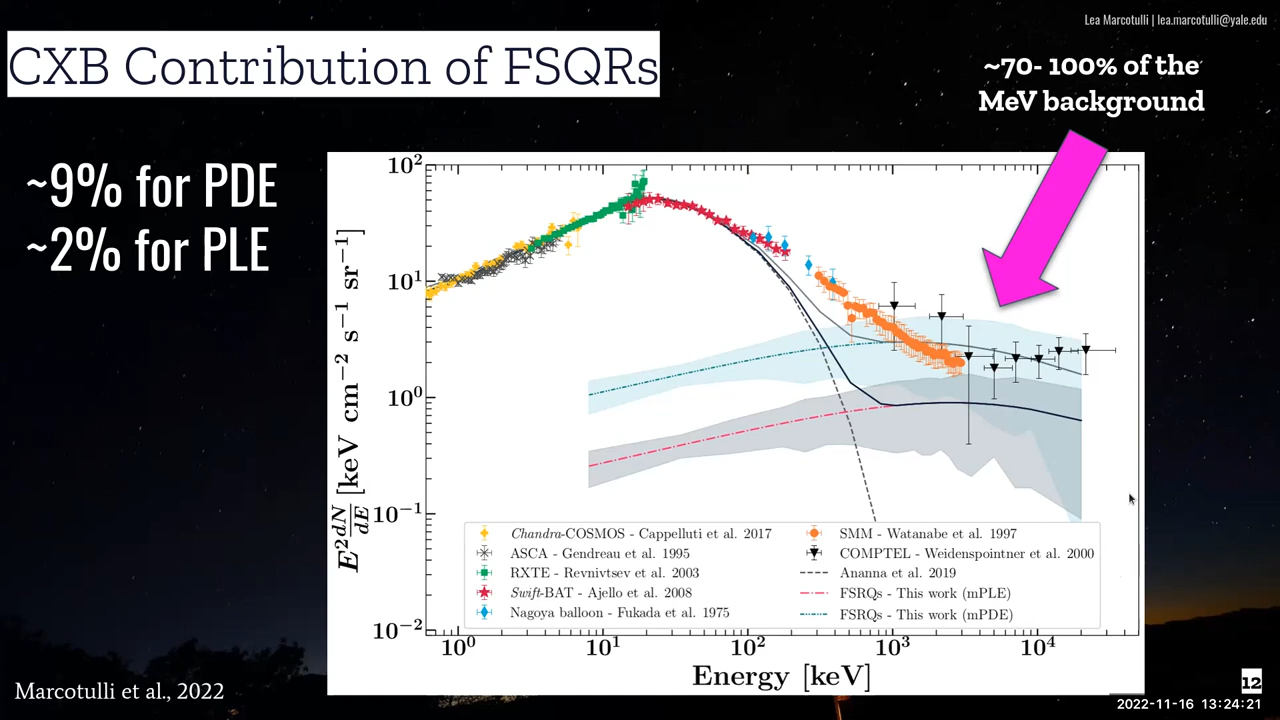 Lea Marcotulli | lea.marcotulli@yale.edu
CXB Contribution of FSQRs
~70- 100% of the
MeV background
~9% for PDE
~2% for PLE
10²
10¹
10⁰
10⁻¹
10⁻²
E² dN/dE [keV cm⁻² s⁻¹ sr⁻¹]
Chandra-COSMOS - Cappelluti et al. 2017
ASCA - Gendreau et al. 1995
RXTE - Revnivtsev et al. 2003
Swift-BAT - Ajello et al. 2008
Nagoya balloon - Fukada et al. 1975
SMM - Watanabe et al. 1997
COMPTEL - Weidenspointner et al. 2000
Ananna et al. 2019
FSRQs - This work (mPLE)
FSRQs - This work (mPDE)
10⁰ 10¹ 10² 10³ 10⁴
Energy [keV]
Marcotulli et al., 2022
12
2022-11-16 13:24:21